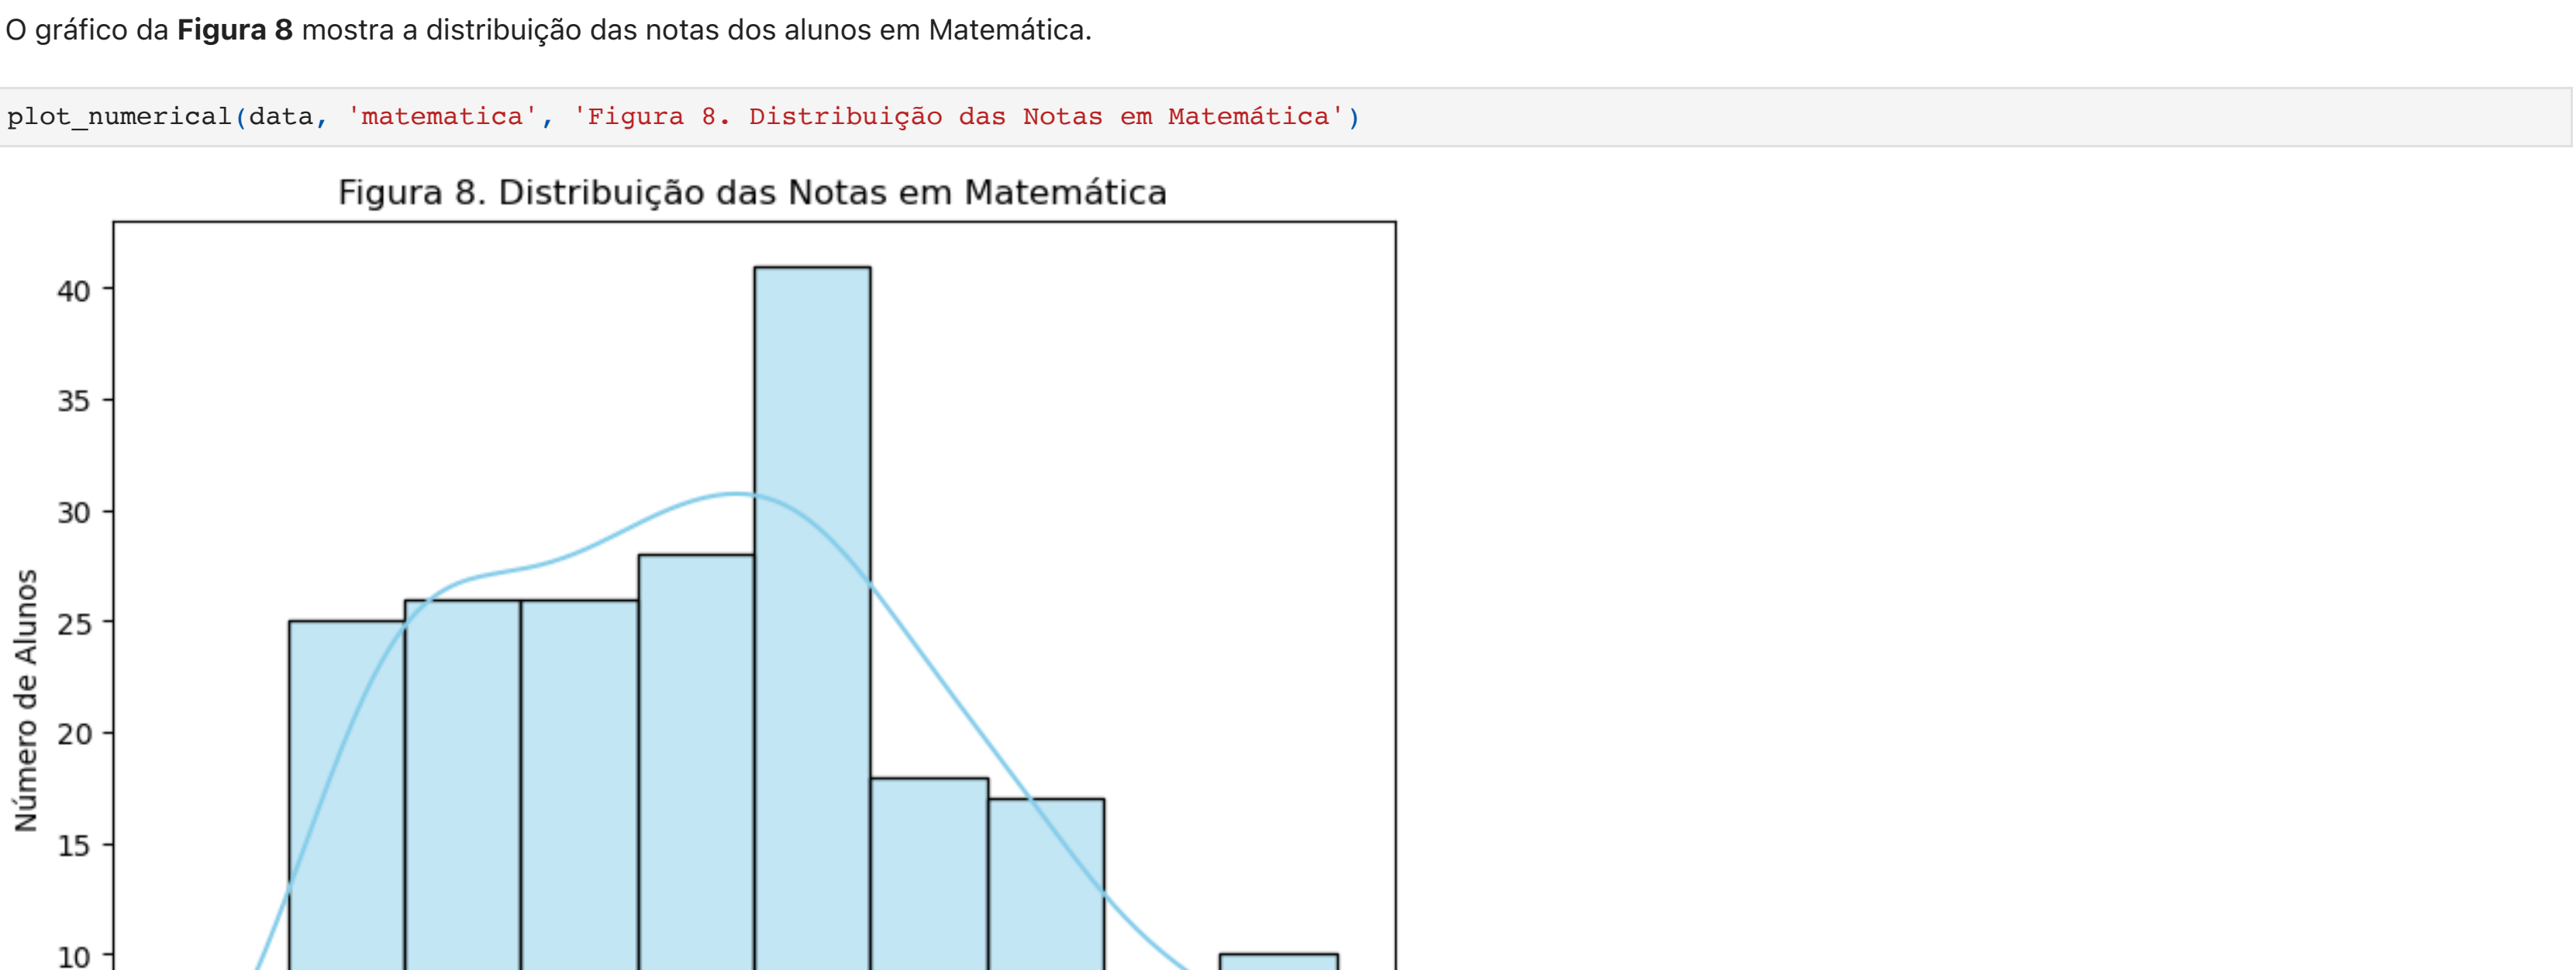 O gráfico da Figura 8 mostra a distribuição das notas dos alunos em Matemática.
plot_numerical(data, 'matematica', 'Figura 8. Distribuição das Notas em Matemática')
Figura 8. Distribuição das Notas em Matemática
40
35
30
25
20
15
10
Número de Alunos